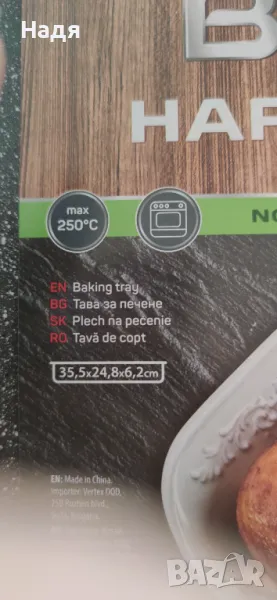 Надя
B
HAR
max
250°C
NO
EN Baking tray
BG Тава за печене
SK Plech na pečenie
RO Tavă de copt
35,5x24,8x6,2cm
EN: Made in China.
Importer: Vertex OOD,
BAZAR